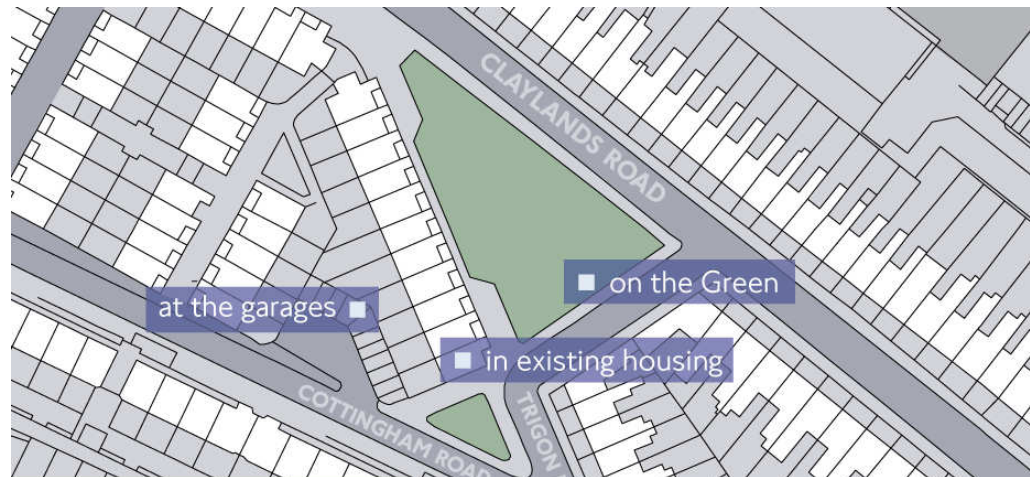 CLAYLANDS ROAD
on the Green
at the garages
in existing housing
COTTINGHAM ROAD
TRIGON